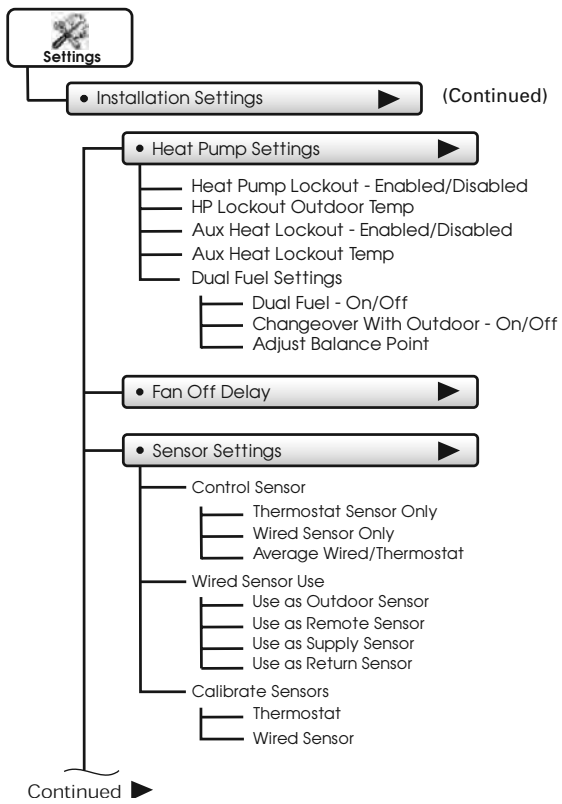 Settings
• Installation Settings (Continued)
• Heat Pump Settings
Heat Pump Lockout - Enabled/Disabled
HP Lockout Outdoor Temp
Aux Heat Lockout - Enabled/Disabled
Aux Heat Lockout Temp
Dual Fuel Settings
Dual Fuel - On/Off
Changeover With Outdoor - On/Off
Adjust Balance Point
• Fan Off Delay
• Sensor Settings
Control Sensor
Thermostat Sensor Only
Wired Sensor Only
Average Wired/Thermostat
Wired Sensor Use
Use as Outdoor Sensor
Use as Remote Sensor
Use as Supply Sensor
Use as Return Sensor
Calibrate Sensors
Thermostat
Wired Sensor
Continued